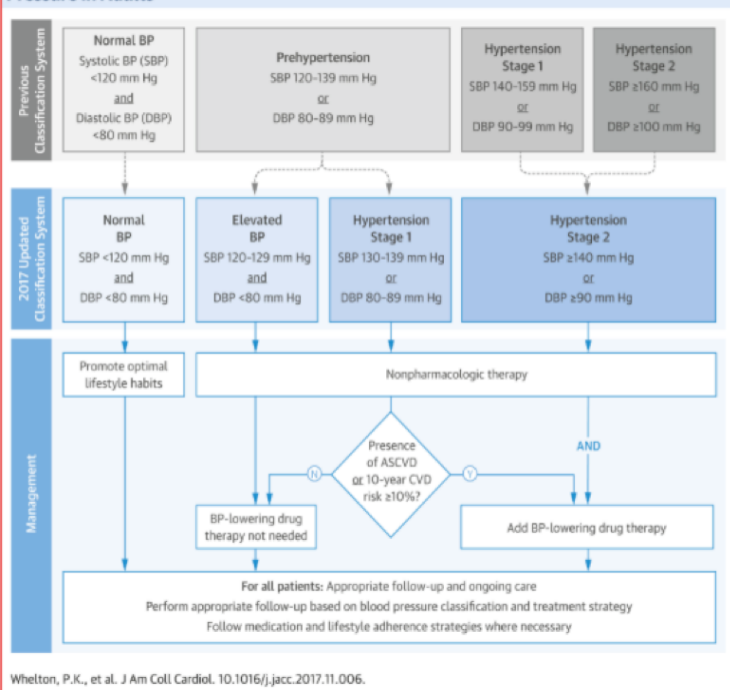 Previous
Classification System
Normal BP
Systolic BP (SBP)
<120 mm Hg
and
Diastolic BP (DBP)
<80 mm Hg
Prehypertension
SBP 120-139 mm Hg
or
DBP 80-89 mm Hg
Hypertension
Stage 1
SBP 140-159 mm Hg
or
DBP 90-99 mm Hg
Hypertension
Stage 2
SBP ≥160 mm Hg
or
DBP ≥100 mm Hg
2017 Updated
Classification System
Normal
BP
SBP <120 mm Hg
and
DBP <80 mm Hg
Elevated
BP
SBP 120-129 mm Hg
and
DBP <80 mm Hg
Hypertension
Stage 1
SBP 130-139 mm Hg
or
DBP 80-89 mm Hg
Hypertension
Stage 2
SBP ≥140 mm Hg
or
DBP ≥90 mm Hg
Management
Promote optimal
lifestyle habits
Nonpharmacologic therapy
Presence
of ASCVD
or 10-year CVD
risk ≥10%?
N
Y
AND
BP-lowering drug
therapy not needed
Add BP-lowering drug therapy
For all patients: Appropriate follow-up and ongoing care
Perform appropriate follow-up based on blood pressure classification and treatment strategy
Follow medication and lifestyle adherence strategies where necessary
Whelton, P.K., et al. J Am Coll Cardiol. 10.1016/j.jacc.2017.11.006.